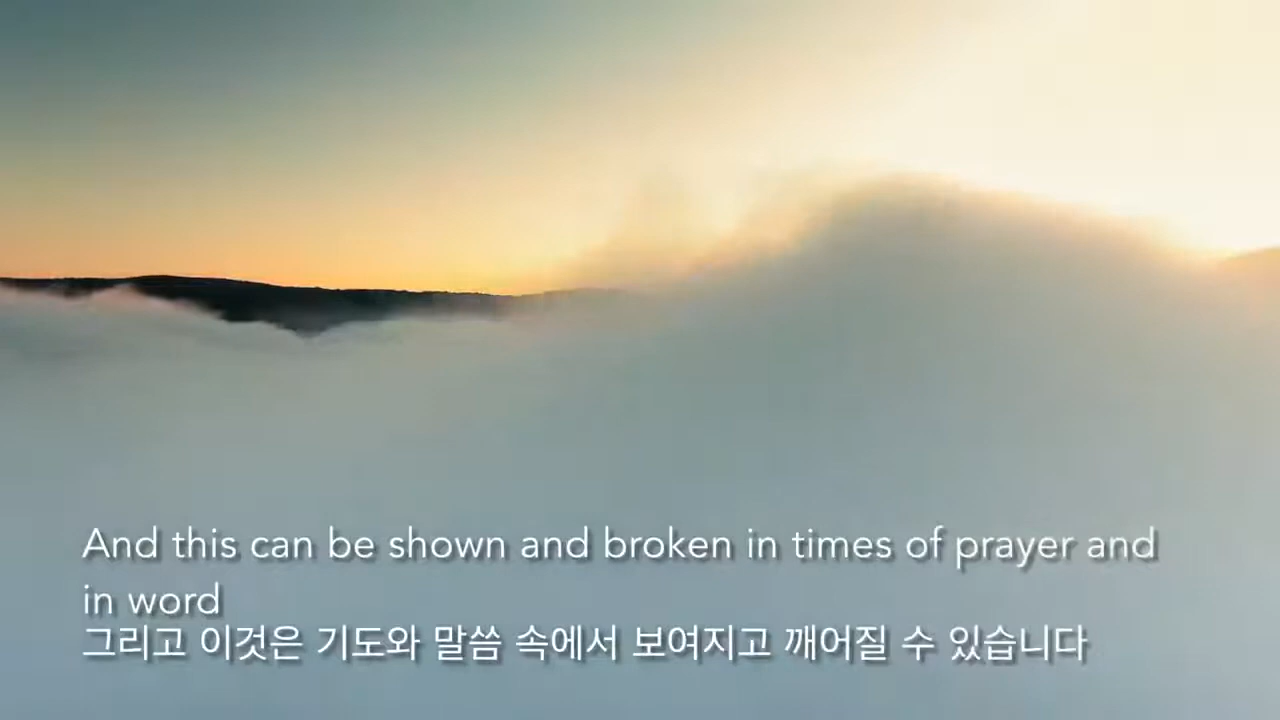 And this can be shown and broken in times of prayer and
in word
그리고 이것은 기도와 말씀 속에서 보여지고 깨어질 수 있습니다